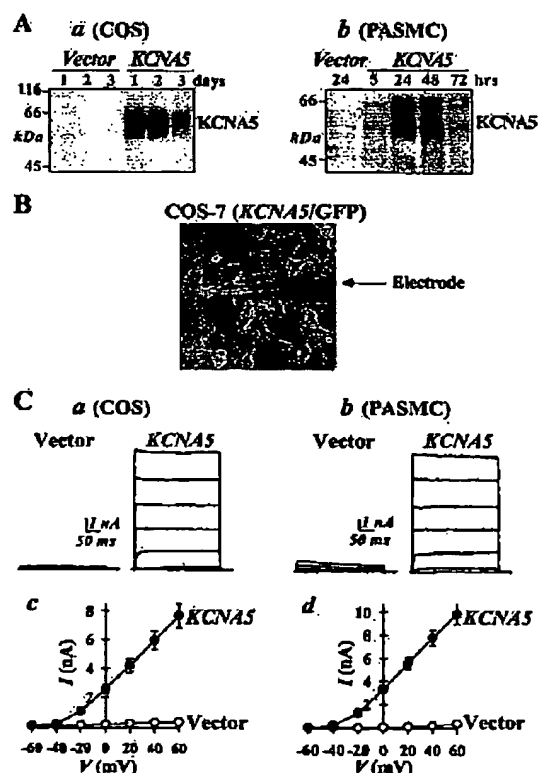 A
a (COS)
Vector KCNA5
1 2 3 1 2 3 days
116
66
kDa
45
KCNA5
b (PASMC)
Vector KCNA5
24 5 24 48 72 hrs
66
kDa
45
KCNA5
B
COS-7 (KCNA5/GFP)
Electrode
C
a (COS)
Vector KCNA5
1 nA
50 ms
b (PASMC)
Vector KCNA5
1 nA
50 ms
c
8
6
4
2
I (nA)
KCNA5
Vector
-60 -40 -20 0 20 40 60
V (mV)
d
10
8
6
4
2
I (nA)
KCNA5
Vector
-60 -40 -20 0 20 40 60
V (mV)